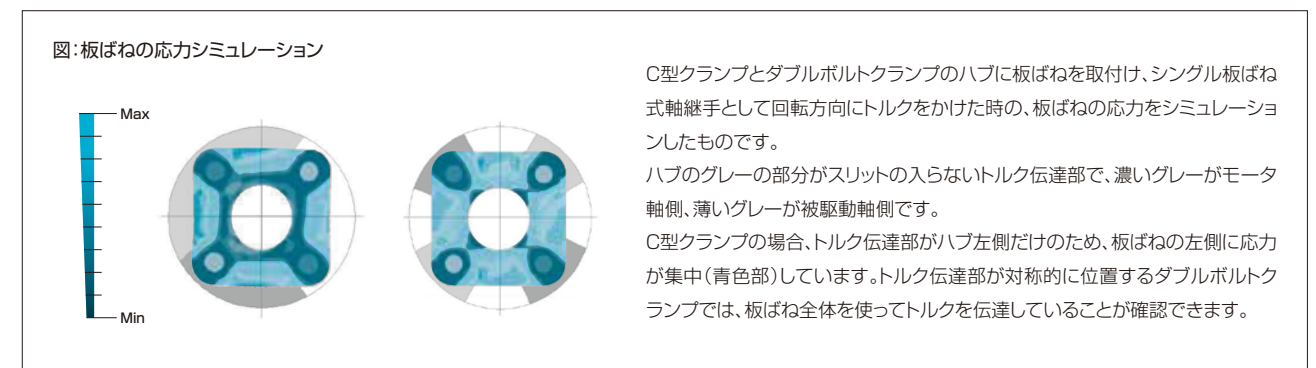 図:板ばねの応力シミュレーション
Max
Min
C型クランプとダブルボルトクランプのハブに板ばねを取付け、シングル板ばね
式軸継手として回転方向にトルクをかけた時の、板ばねの応力をシミュレーショ
ンしたものです。
ハブのグレーの部分がスリットの入らないトルク伝達部で、濃いグレーがモータ
軸側、薄いグレーが被駆動軸側です。
C型クランプの場合、トルク伝達部がハブ左側だけのため、板ばねの左側に応力
が集中(青色部)しています。トルク伝達部が対称的に位置するダブルボルトク
ランプでは、板ばね全体を使ってトルクを伝達していることが確認できます。